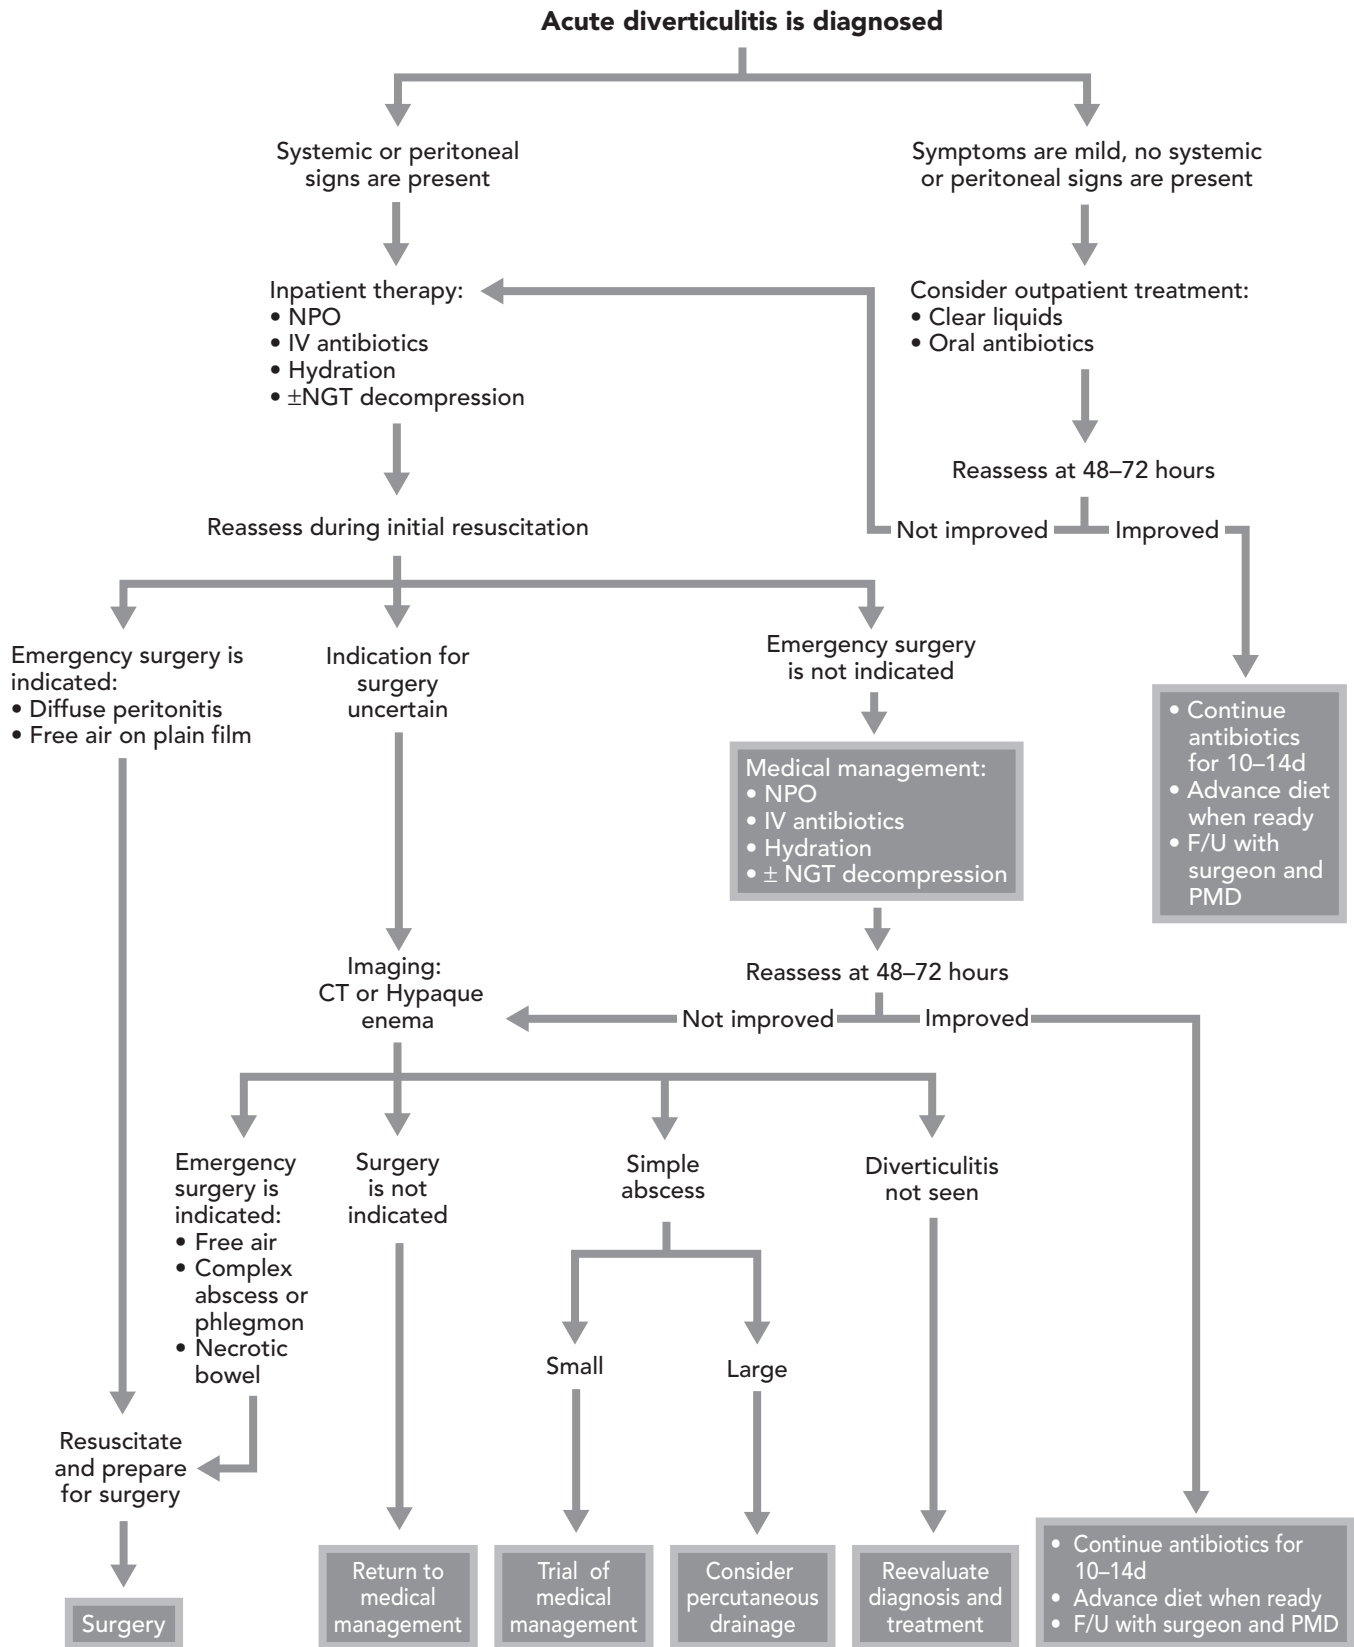 Acute diverticulitis is diagnosed
Systemic or peritoneal
signs are present
Symptoms are mild, no systemic
or peritoneal signs are present
Inpatient therapy:
• NPO
• IV antibiotics
• Hydration
• ±NGT decompression
Consider outpatient treatment:
• Clear liquids
• Oral antibiotics
Reassess at 48–72 hours
Not improved
Improved
Reassess during initial resuscitation
Emergency surgery is
indicated:
• Diffuse peritonitis
• Free air on plain film
Indication for
surgery
uncertain
Emergency surgery
is not indicated
• Continue
antibiotics
for 10–14d
• Advance diet
when ready
• F/U with
surgeon and
PMD
Medical management:
• NPO
• IV antibiotics
• Hydration
• ± NGT decompression
Imaging:
CT or Hypaque
enema
Reassess at 48–72 hours
Not improved
Improved
Emergency
surgery is
indicated:
• Free air
• Complex
abscess or
phlegmon
• Necrotic
bowel
Surgery
is not
indicated
Simple
abscess
Diverticulitis
not seen
Small
Large
Resuscitate
and prepare
for surgery
Surgery
Return to
medical
management
Trial of
medical
management
Consider
percutaneous
drainage
Reevaluate
diagnosis and
treatment
• Continue antibiotics for
10–14d
• Advance diet when ready
• F/U with surgeon and PMD